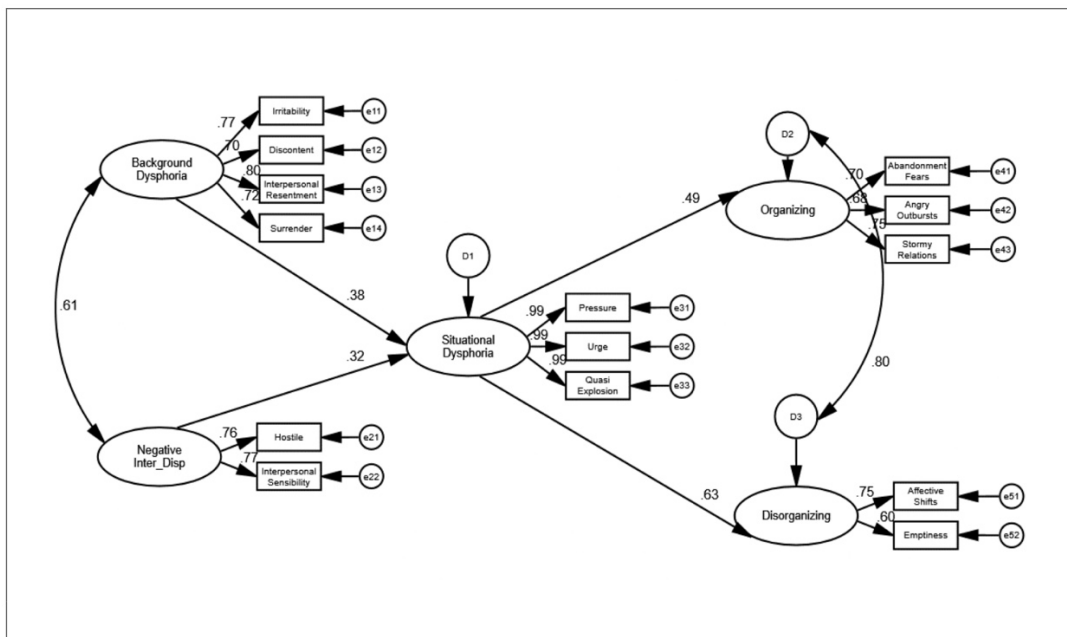 Irritability
e11
.77
Discontent
e12
.70
Background
Dysphoria
.80
Interpersonal
Resentment
e13
.72
Surrender
e14
D2
.70
Abandonment
Fears
e41
Organizing
.68
Angry
Outbursts
e42
.75
Stormy
Relations
e43
.49
D1
.61
.38
.99
Pressure
e31
Situational
Dysphoria
.99
Urge
e32
.99
Quasi
Explosion
e33
.32
.80
D3
Negative
Inter_Disp
.76
Hostile
e21
.77
Interpersonal
Sensibility
e22
.63
.75
Affective
Shifts
e51
Disorganizing
.60
Emptiness
e52